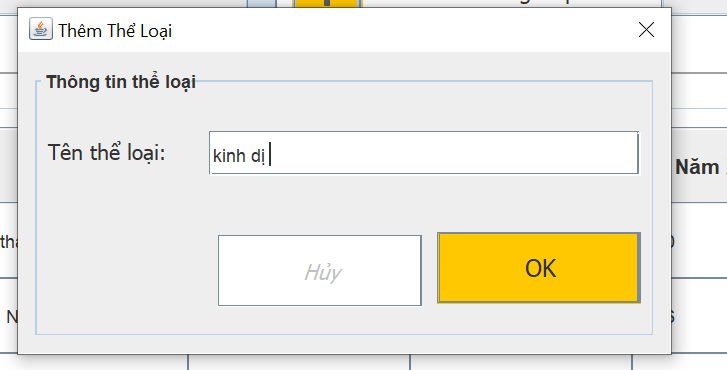 Thêm Thể Loại
Thông tin thể loại
Tên thể loại: kinh dị
Năm
Hủy OK
N